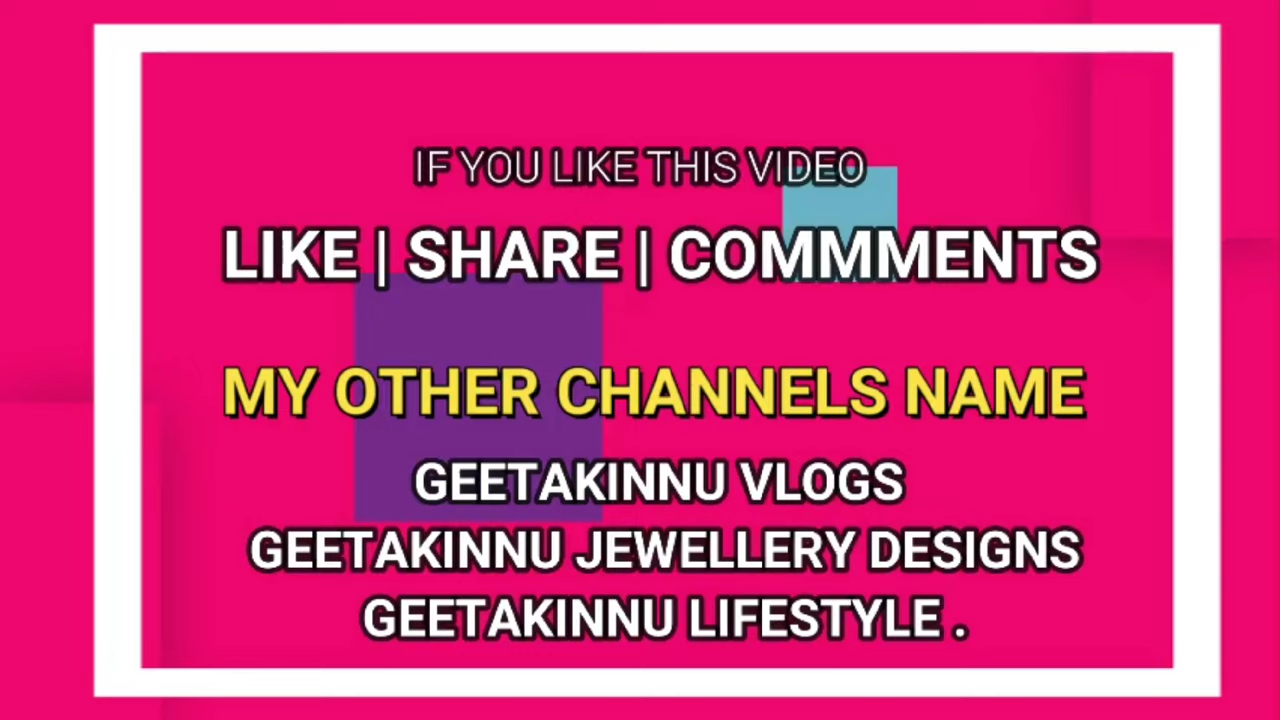 IF YOU LIKE THIS VIDEO
LIKE | SHARE | COMMMENTS
MY OTHER CHANNELS NAME
GEETAKINNU VLOGS
GEETAKINNU JEWELLERY DESIGNS
GEETAKINNU LIFESTYLE .